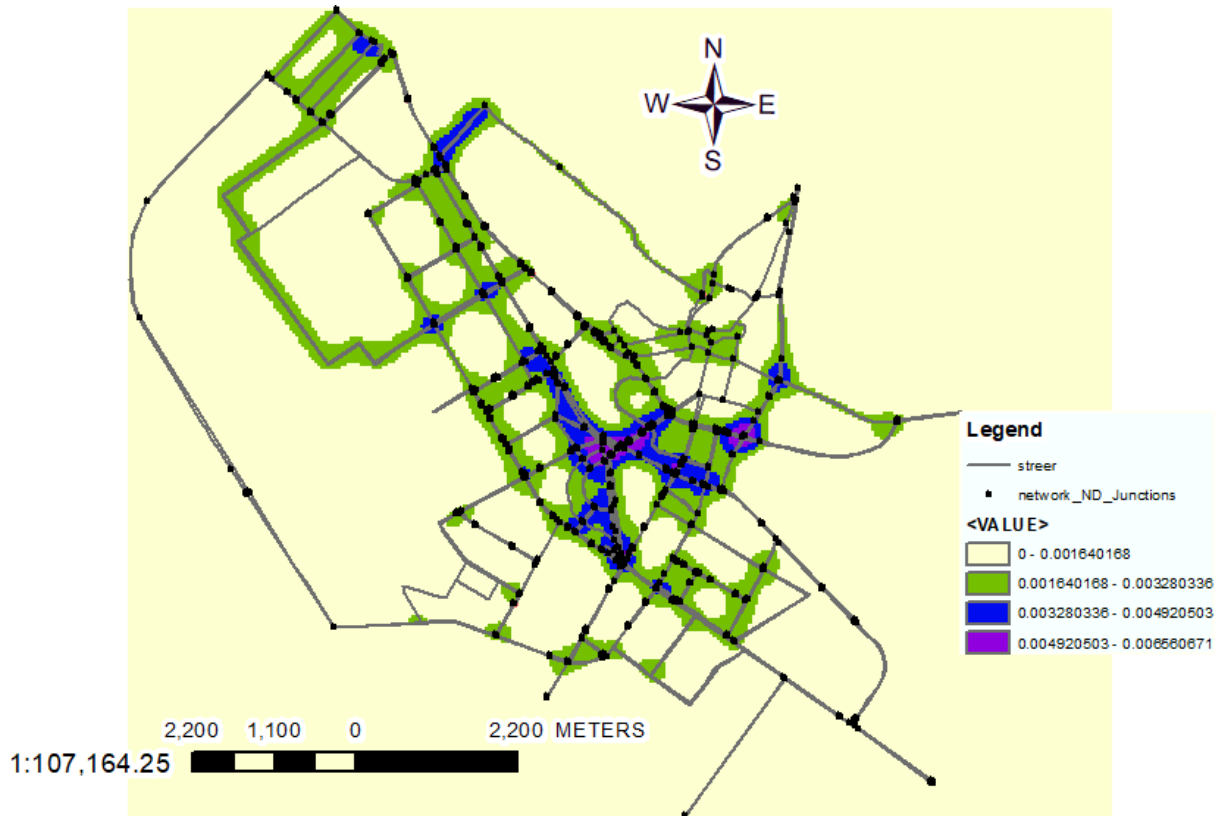 N
W E
S
Legend
streer
network_ND_Junctions
<VALUE>
0 - 0.001640168
0.001640168 - 0.003280336
0.003280336 - 0.004920503
0.004920503 - 0.006560671
2,200 1,100 0 2,200 METERS
1:107,164.25